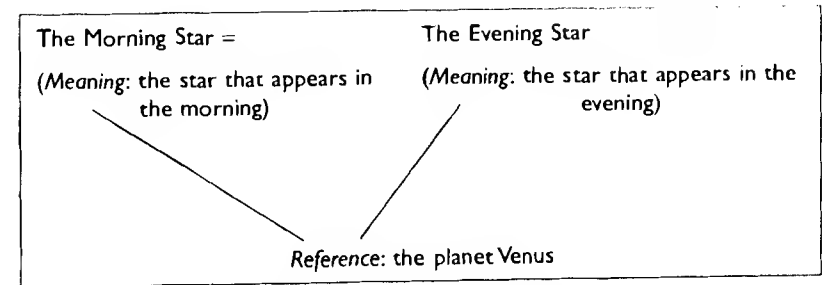 The Morning Star =
The Evening Star
(Meaning: the star that appears in
the morning)
(Meaning: the star that appears in the
evening)
Reference: the planet Venus